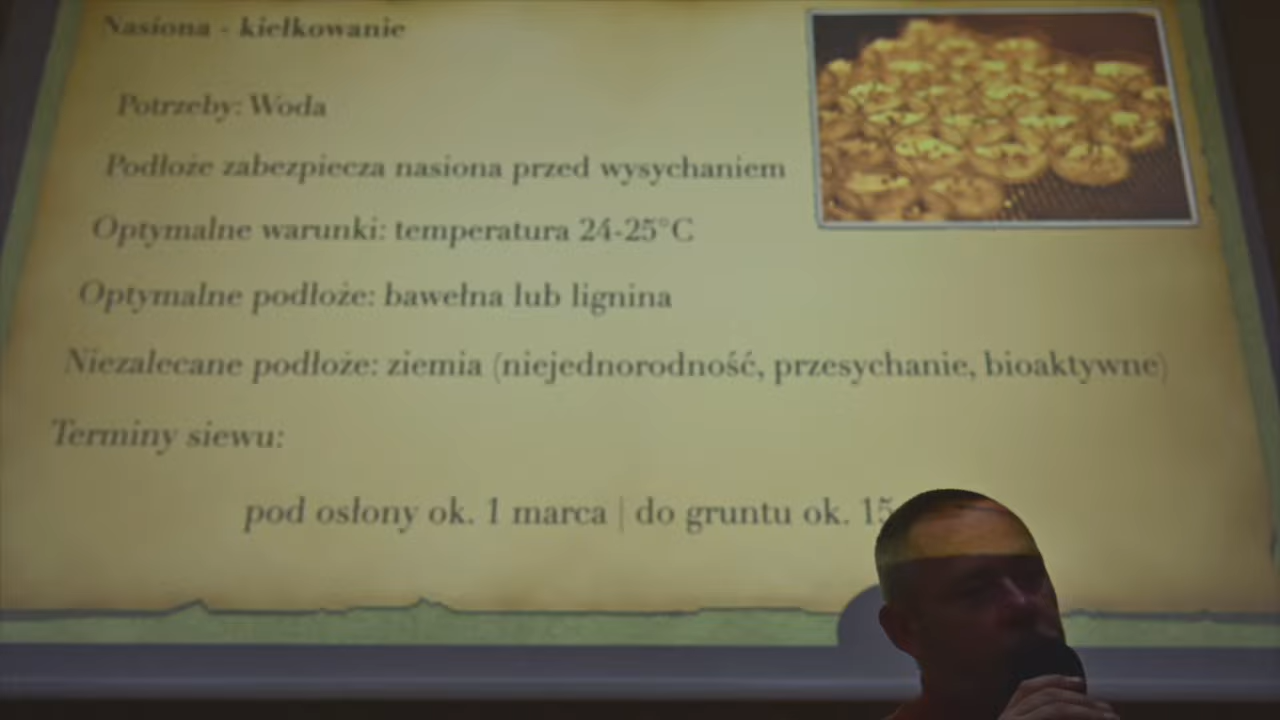 Nasiona - kiełkowanie
Potrzeby: Woda
Podłoże zabezpiecza nasiona przed wysychaniem
Optymalne warunki: temperatura 24-25°C
Optymalne podłoże: bawełna lub lignina
Niezalecane podłoże: ziemia (niejednorodność, przesychanie, bioaktywne)
Terminy siewu:
pod osłony ok. 1 marca | do gruntu ok. 15